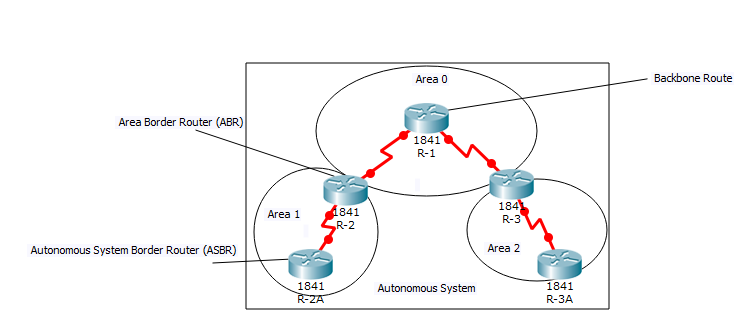 Area 0
Backbone Route
Area Border Router (ABR)
1841
R-1
1841
R-2
1841
R-3
Area 1
Area 2
Autonomous System Border Router (ASBR)
1841
R-2A
Autonomous System
1841
R-3A